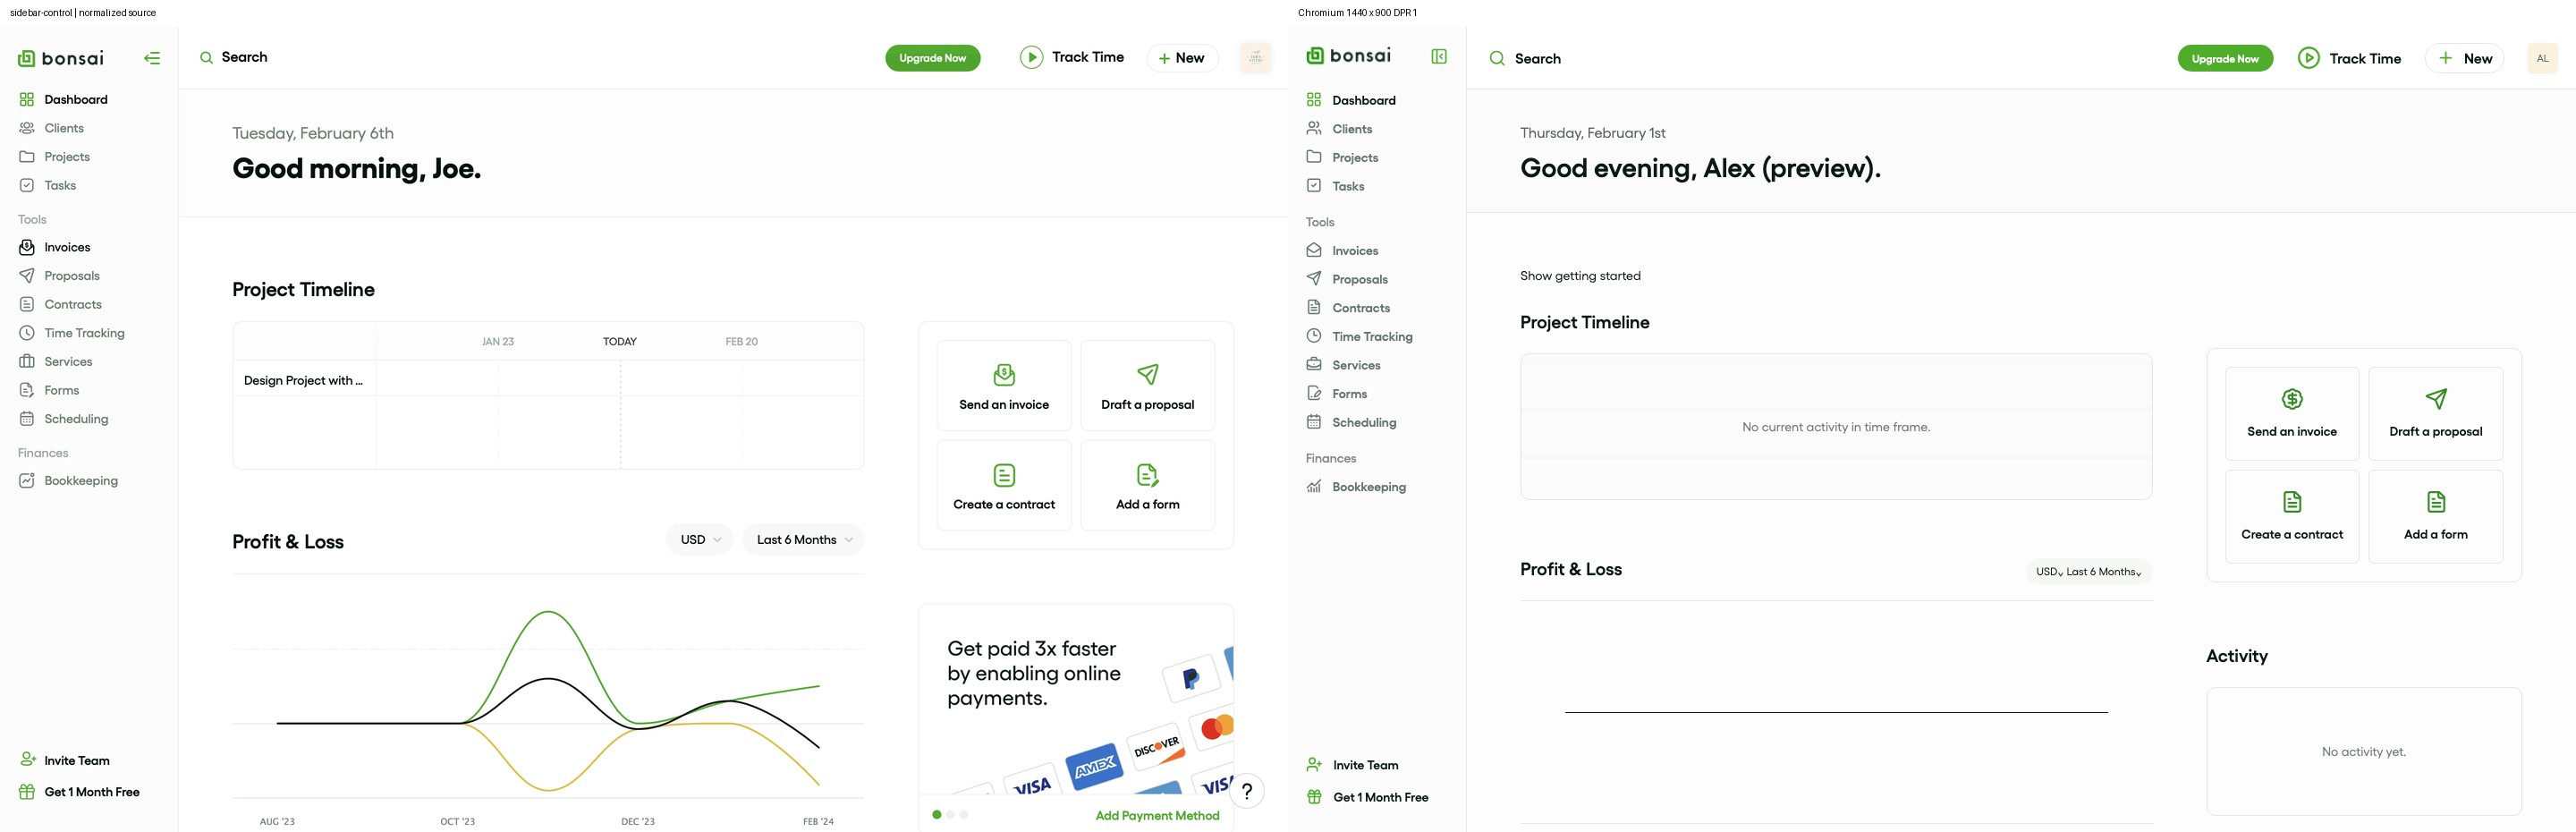 sidebar-control | normalized source
bonsai
Search
Upgrade Now
Track Time
+ New
Dashboard
Clients
Projects
Tasks
Tools
Invoices
Proposals
Contracts
Time Tracking
Services
Forms
Scheduling
Finances
Bookkeeping
Invite Team
Get 1 Month Free
Tuesday, February 6th
Good morning, Joe.
Project Timeline
JAN 23 TODAY FEB 20
Design Project with ...
Send an invoice
Draft a proposal
Create a contract
Add a form
Profit & Loss
USD
Last 6 Months
AUG '23 OCT '23 DEC '23 FEB '24
Get paid 3x faster
by enabling online
payments.
VISA
AMEX
DISCOVER
VISA
Add Payment Method
?
Chromium 1440 x 900 DPR 1
bonsai
Search
Upgrade Now
Track Time
+ New
AL
Dashboard
Clients
Projects
Tasks
Tools
Invoices
Proposals
Contracts
Time Tracking
Services
Forms
Scheduling
Finances
Bookkeeping
Invite Team
Get 1 Month Free
Thursday, February 1st
Good evening, Alex (preview).
Show getting started
Project Timeline
No current activity in time frame.
Send an invoice
Draft a proposal
Create a contract
Add a form
Profit & Loss
USD Last 6 Months
Activity
No activity yet.